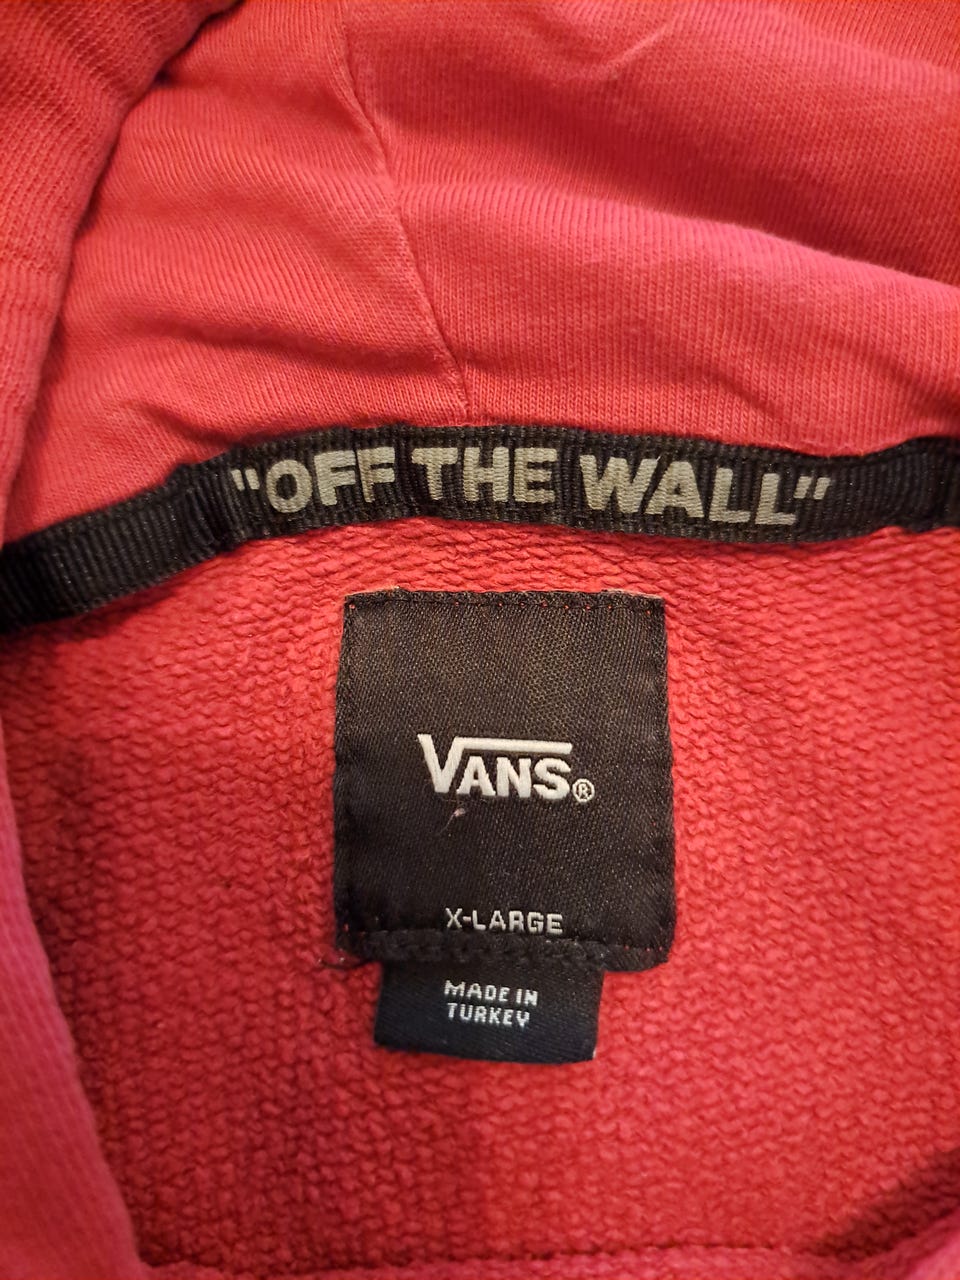 "OFF THE WALL"
VANS®
X-LARGE
MADE IN
TURKEY